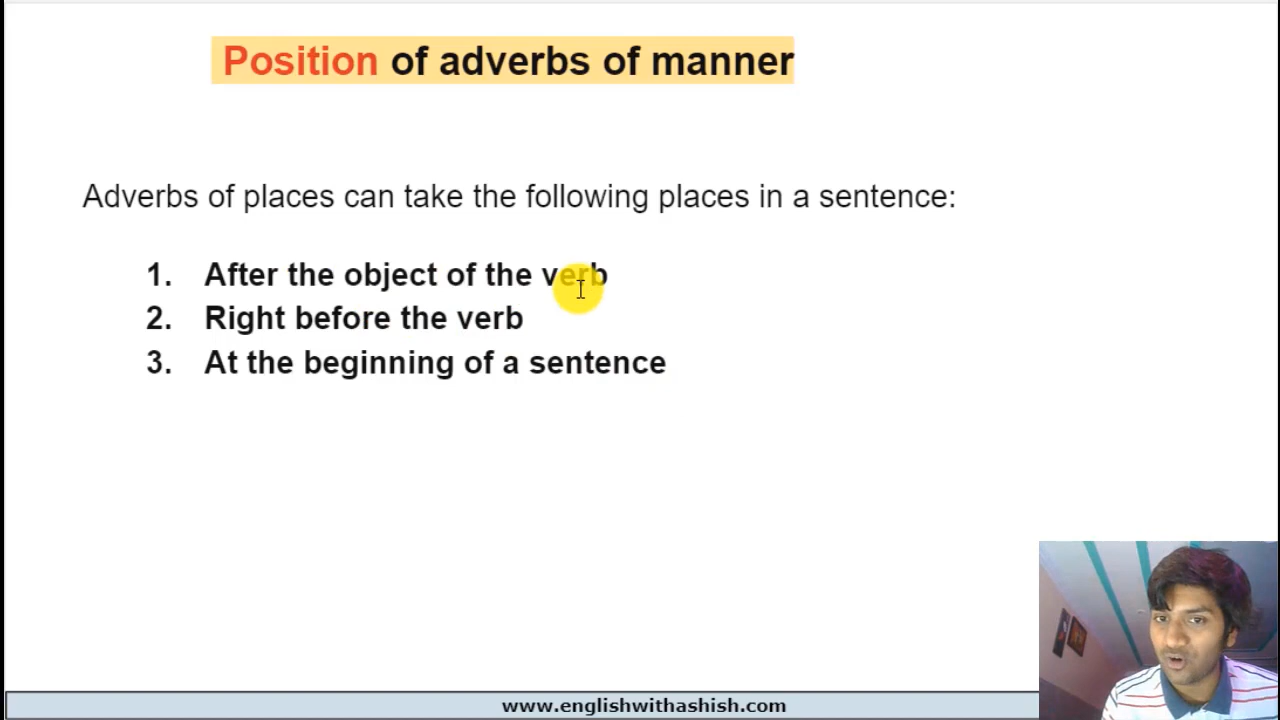 Position of adverbs of manner
Adverbs of places can take the following places in a sentence:
1. After the object of the verb
2. Right before the verb
3. At the beginning of a sentence
www.englishwithashish.com